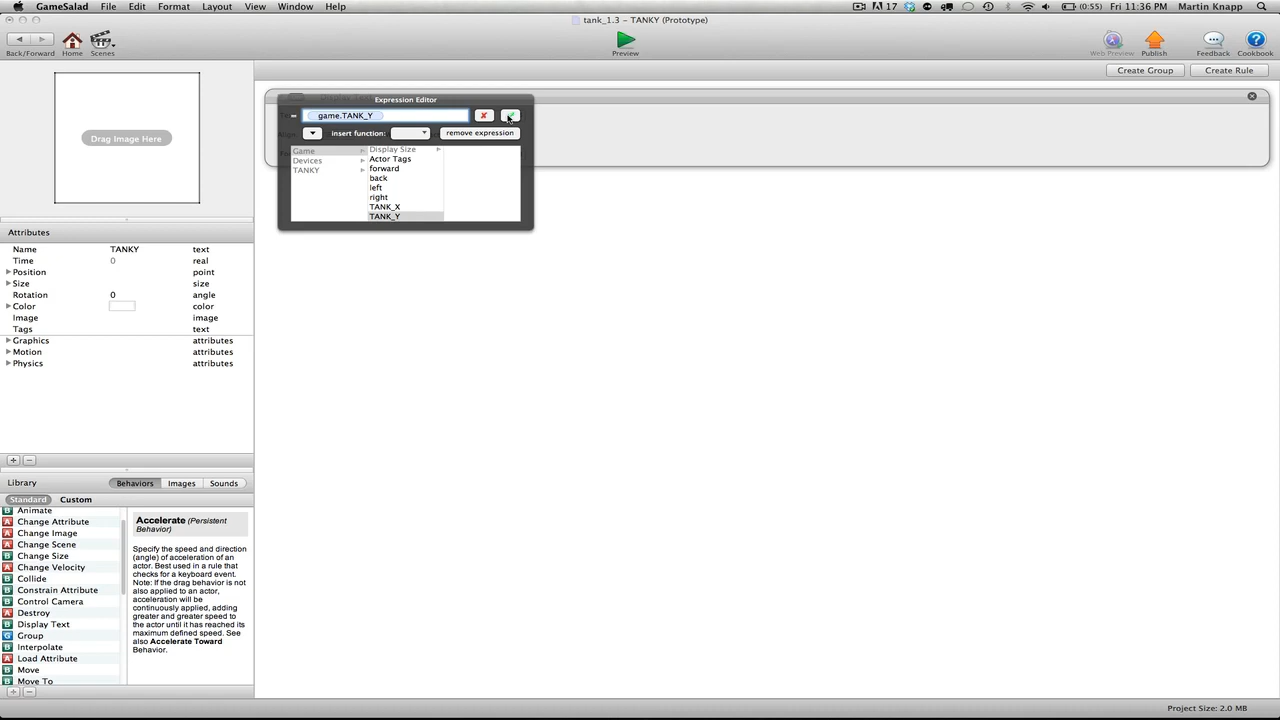 GameSalad File Edit Format Layout View Window Help 17 (0:55) Fri 11:36 PM Martin Knapp
tank_1.3 – TANKY (Prototype)
Back/Forward Home Scenes Preview Web Preview Publish Feedback Cookbook
Create Group Create Rule
Drag Image Here
Expression Editor
game.TANK_Y
insert function: remove expression
Game
Devices
TANKY
Display Size
Actor Tags
forward
back
left
right
TANK_X
TANK_Y
Attributes
Name TANKY text
Time 0 real
Position point
Size size
Rotation 0 angle
Color color
Image image
Tags text
Graphics attributes
Motion attributes
Physics attributes
Library Behaviors Images Sounds
Standard Custom
Animate
Change Attribute
Change Image
Change Scene
Change Size
Change Velocity
Collide
Constrain Attribute
Control Camera
Destroy
Display Text
Group
Interpolate
Load Attribute
Move
Move To
Accelerate (Persistent
Behavior)
Specify the speed and direction
(angle) of acceleration of an
actor. Best used in a rule that
checks for a keyboard event.
Note: If the drag behavior is not
also applied to an actor,
acceleration will be
continuously applied, adding
greater and greater speed to
the actor until it has reached its
maximum defined speed. See
also Accelerate Toward
Behavior.
Project Size: 2.0 MB